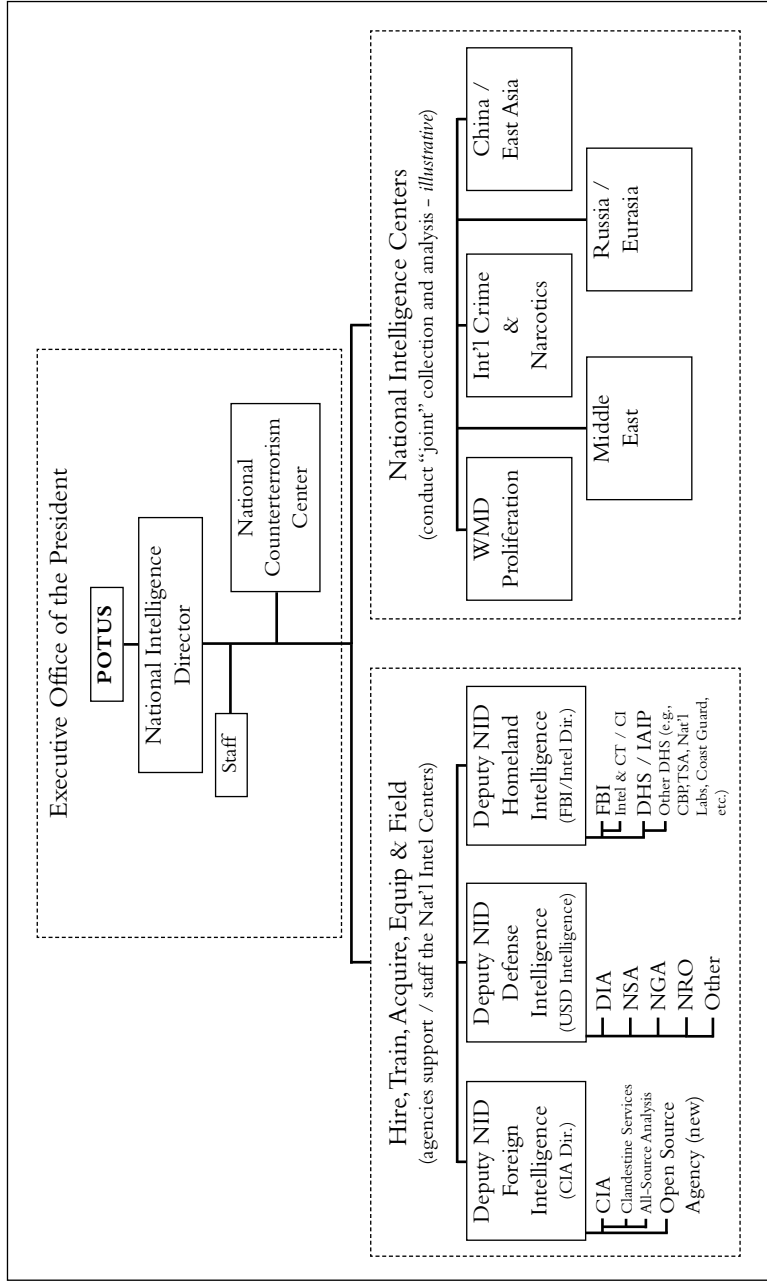 Executive Office of the President
POTUS
National Intelligence
Director
Staff
National
Counterterrorism
Center
Hire, Train, Acquire, Equip & Field
(agencies support / staff the Nat'l Intel Centers)
Deputy NID
Foreign
Intelligence
(CIA Dir.)
CIA
Clandestine Services
All-Source Analysis
Open Source
Agency (new)
Deputy NID
Defense
Intelligence
(USD Intelligence)
DIA
NSA
NGA
NRO
Other
Deputy NID
Homeland
Intelligence
(FBI/Intel Dir.)
FBI
Intel & CT / CI
DHS / IAIP
Other DHS (e.g.,
CBP, TSA, Nat'l
Labs, Coast Guard,
etc.)
National Intelligence Centers
(conduct "joint" collection and analysis – illustrative)
WMD
Proliferation
Middle
East
Int'l Crime
&
Narcotics
Russia /
Eurasia
China /
East Asia